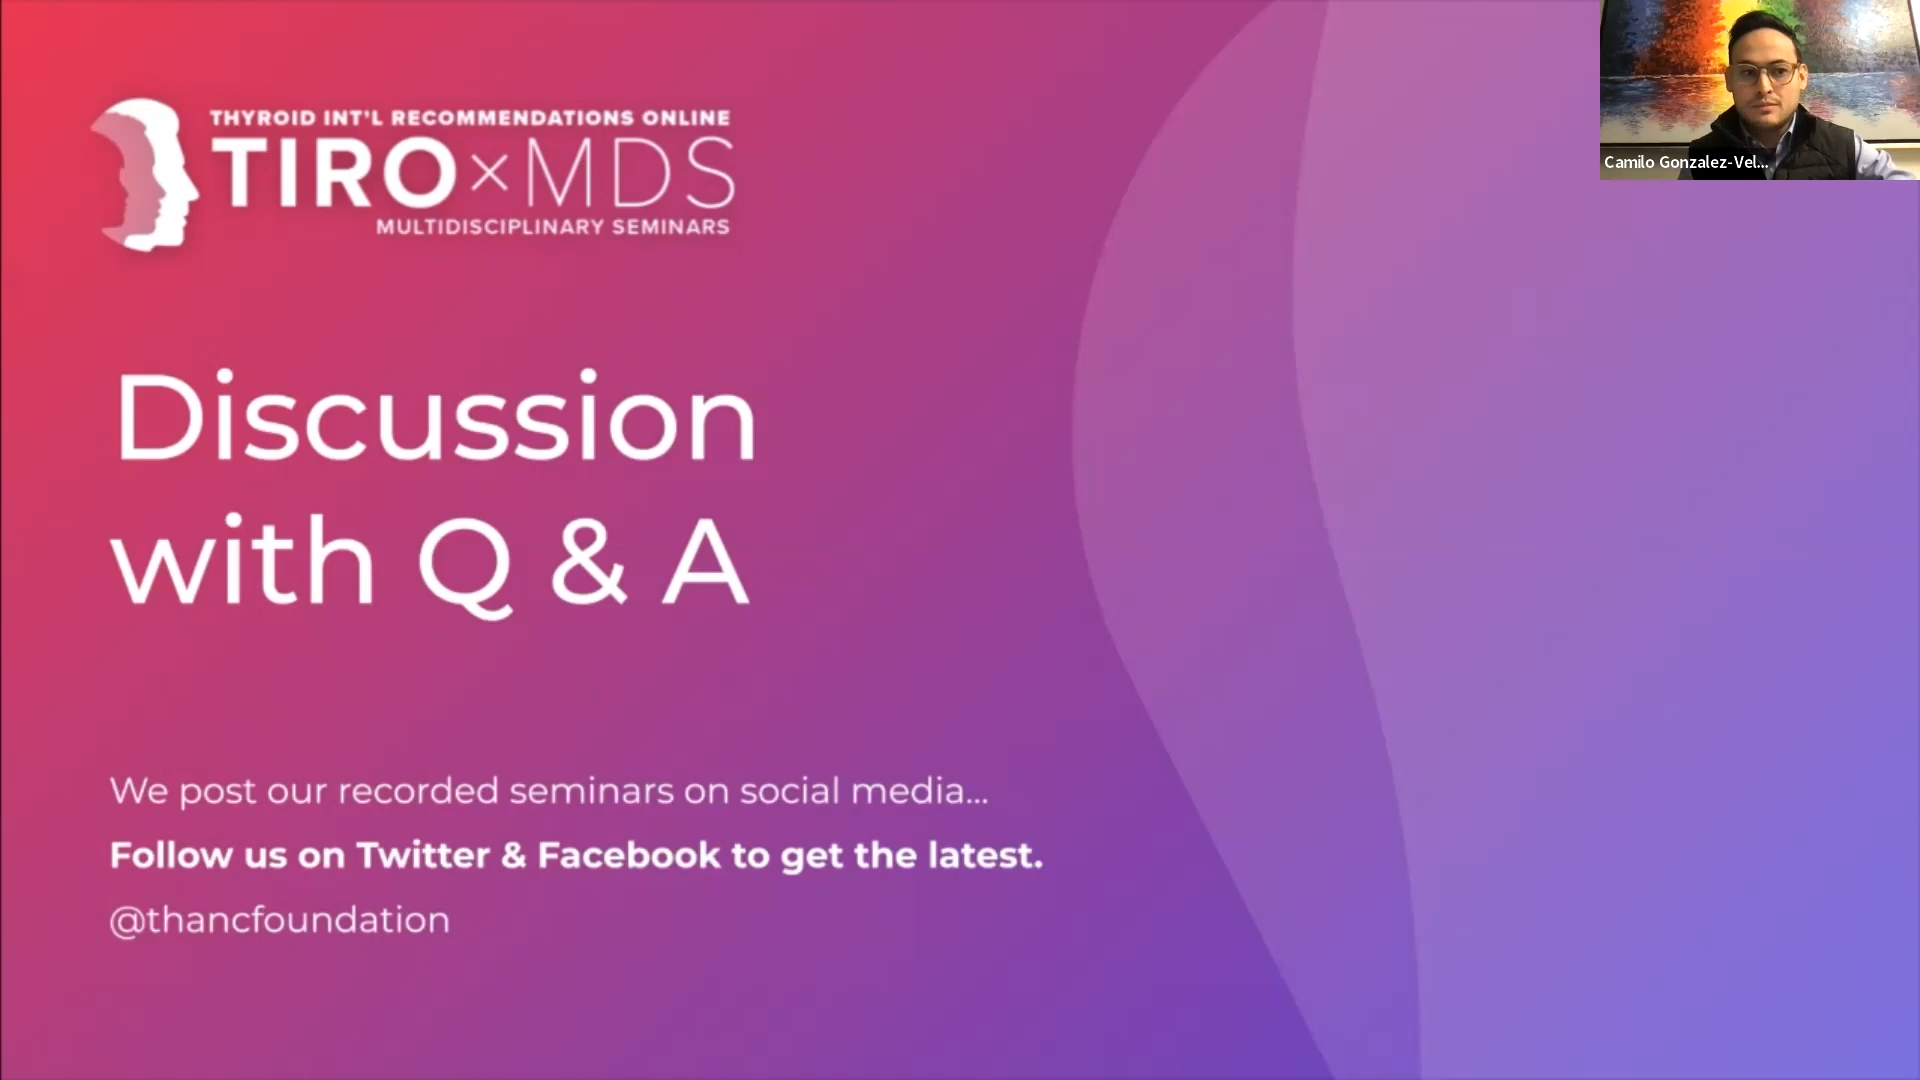 THYROID INT'L RECOMMENDATIONS ONLINE
TIRO×MDS
MULTIDISCIPLINARY SEMINARS
Discussion
with Q & A
We post our recorded seminars on social media...
Follow us on Twitter & Facebook to get the latest.
@thancfoundation
Camilo Gonzalez-Vel...